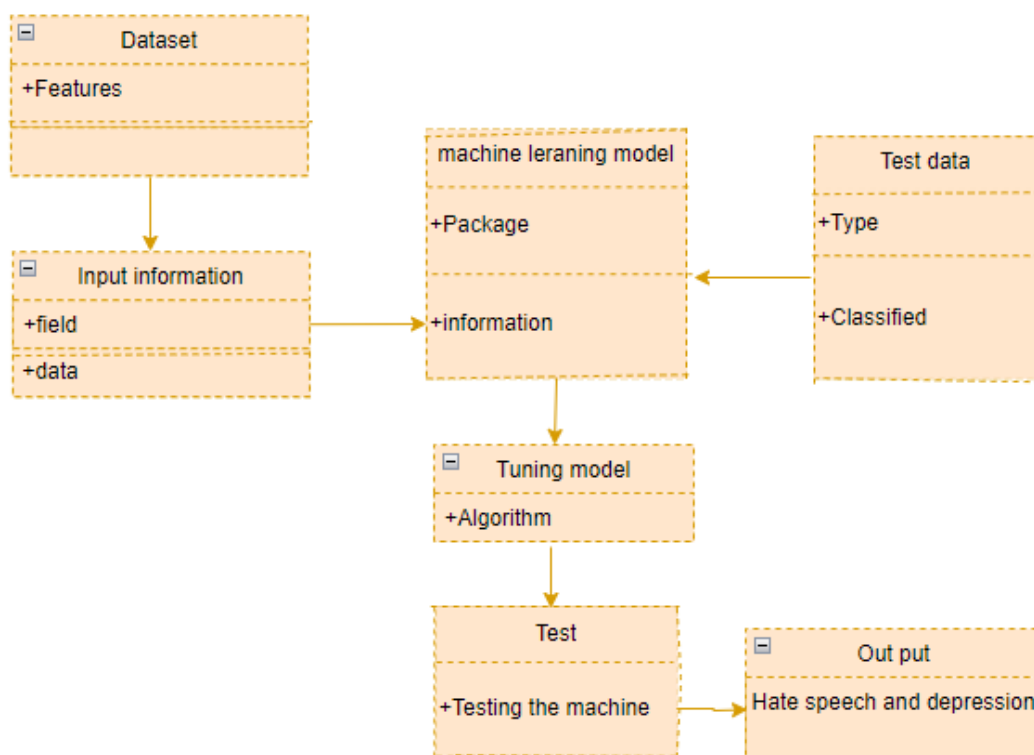 Dataset
+Features
machine leraning model
+Package
+information
Test data
+Type
+Classified
Input information
+field
+data
Tuning model
+Algorithm
Test
+Testing the machine
Out put
Hate speech and depression